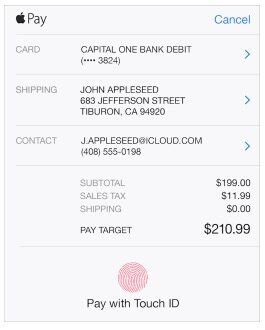 Pay Cancel
CARD CAPITAL ONE BANK DEBIT
(•••• 3824)
SHIPPING JOHN APPLESEED
683 JEFFERSON STREET
TIBURON, CA 94920
CONTACT J.APPLESEED@ICLOUD.COM
(408) 555-0198
SUBTOTAL $199.00
SALES TAX $11.99
SHIPPING $0.00
PAY TARGET $210.99
Pay with Touch ID